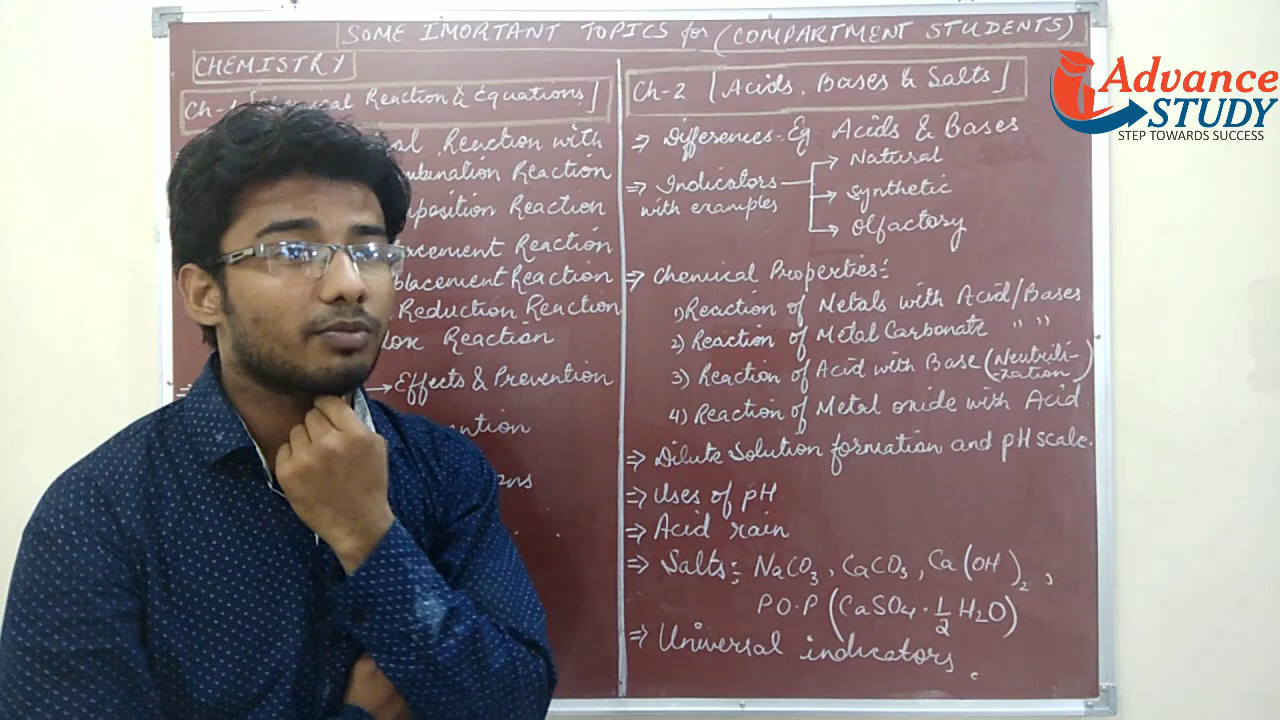 SOME IMORTANT TOPICS for (COMPARTMENT STUDENTS)
CHEMISTRY
Reaction & Equations]
Reaction with
Reaction
Reaction
Reaction
Reaction
Reduction Reaction
Reaction
→ Effects & Prevention
Ch-2 [Acids, Bases & Salts]
⇒ Differences - Eg Acids & Bases
⇒ Indicators
with examples
→ Natural
→ Synthetic
→ Olfactory
⇒ Chemical Properties:-
1) Reaction of Metals with Acid/Bases
2) Reaction of Metal Carbonate " "
3) Reaction of Acid with Base (Neutrili-
-zation)
4) Reaction of Metal oxide with Acid
⇒ Dilute Solution formation and pH scale.
⇒ Uses of pH
⇒ Acid rain
⇒ Salts:- NaCO3, CaCO3, Ca(OH)2,
P.O.P (CaSO4 · 1/2 H2O)
⇒ Universal indicators.
Advance
STUDY
STEP TOWARDS SUCCESS